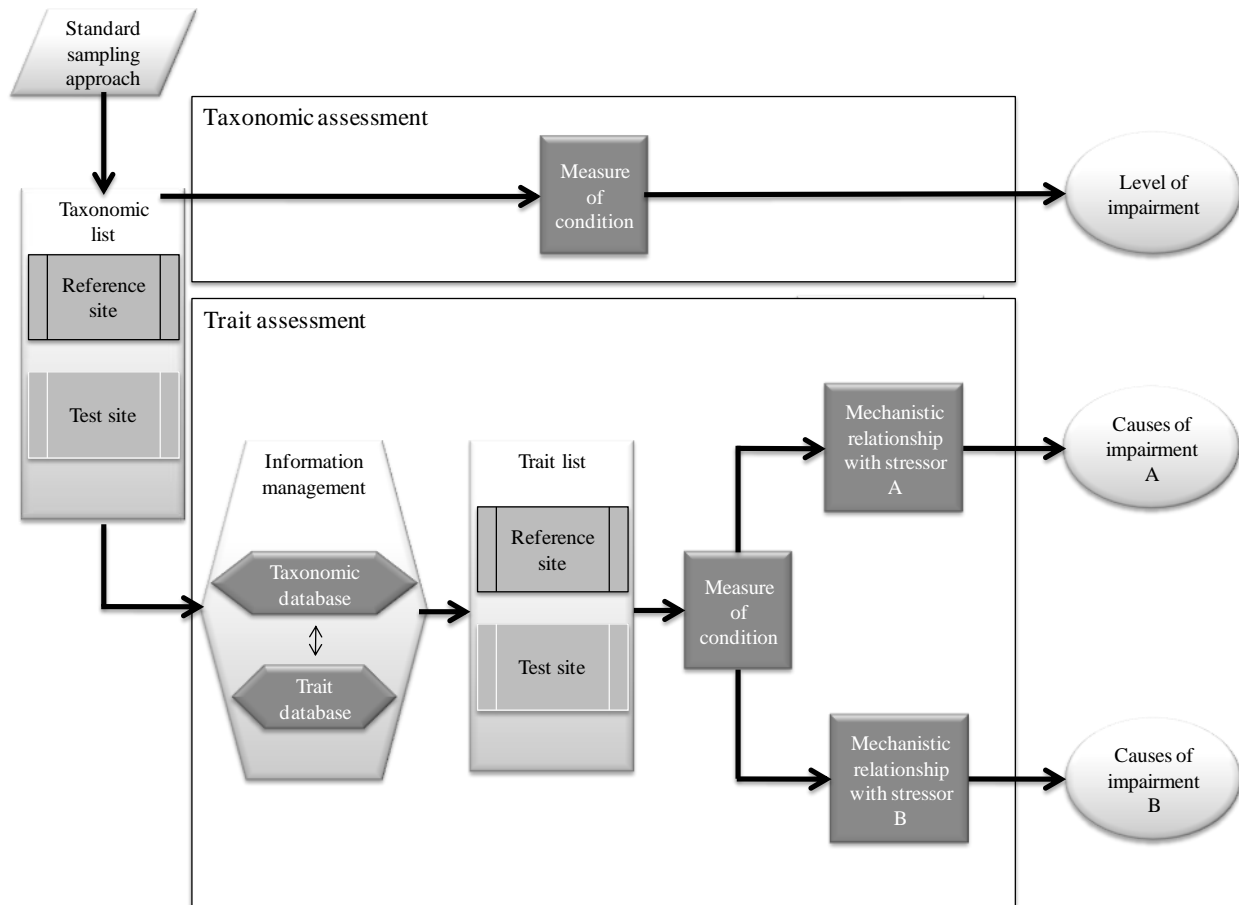 Standard
sampling
approach
Taxonomic assessment
Measure
of
condition
Level of
impairment
Taxonomic
list
Reference
site
Test site
Trait assessment
Information
management
Taxonomic
database
Trait
database
Trait list
Reference
site
Test site
Measure
of
condition
Mechanistic
relationship
with stressor
A
Causes of
impairment
A
Mechanistic
relationship
with stressor
B
Causes of
impairment
B